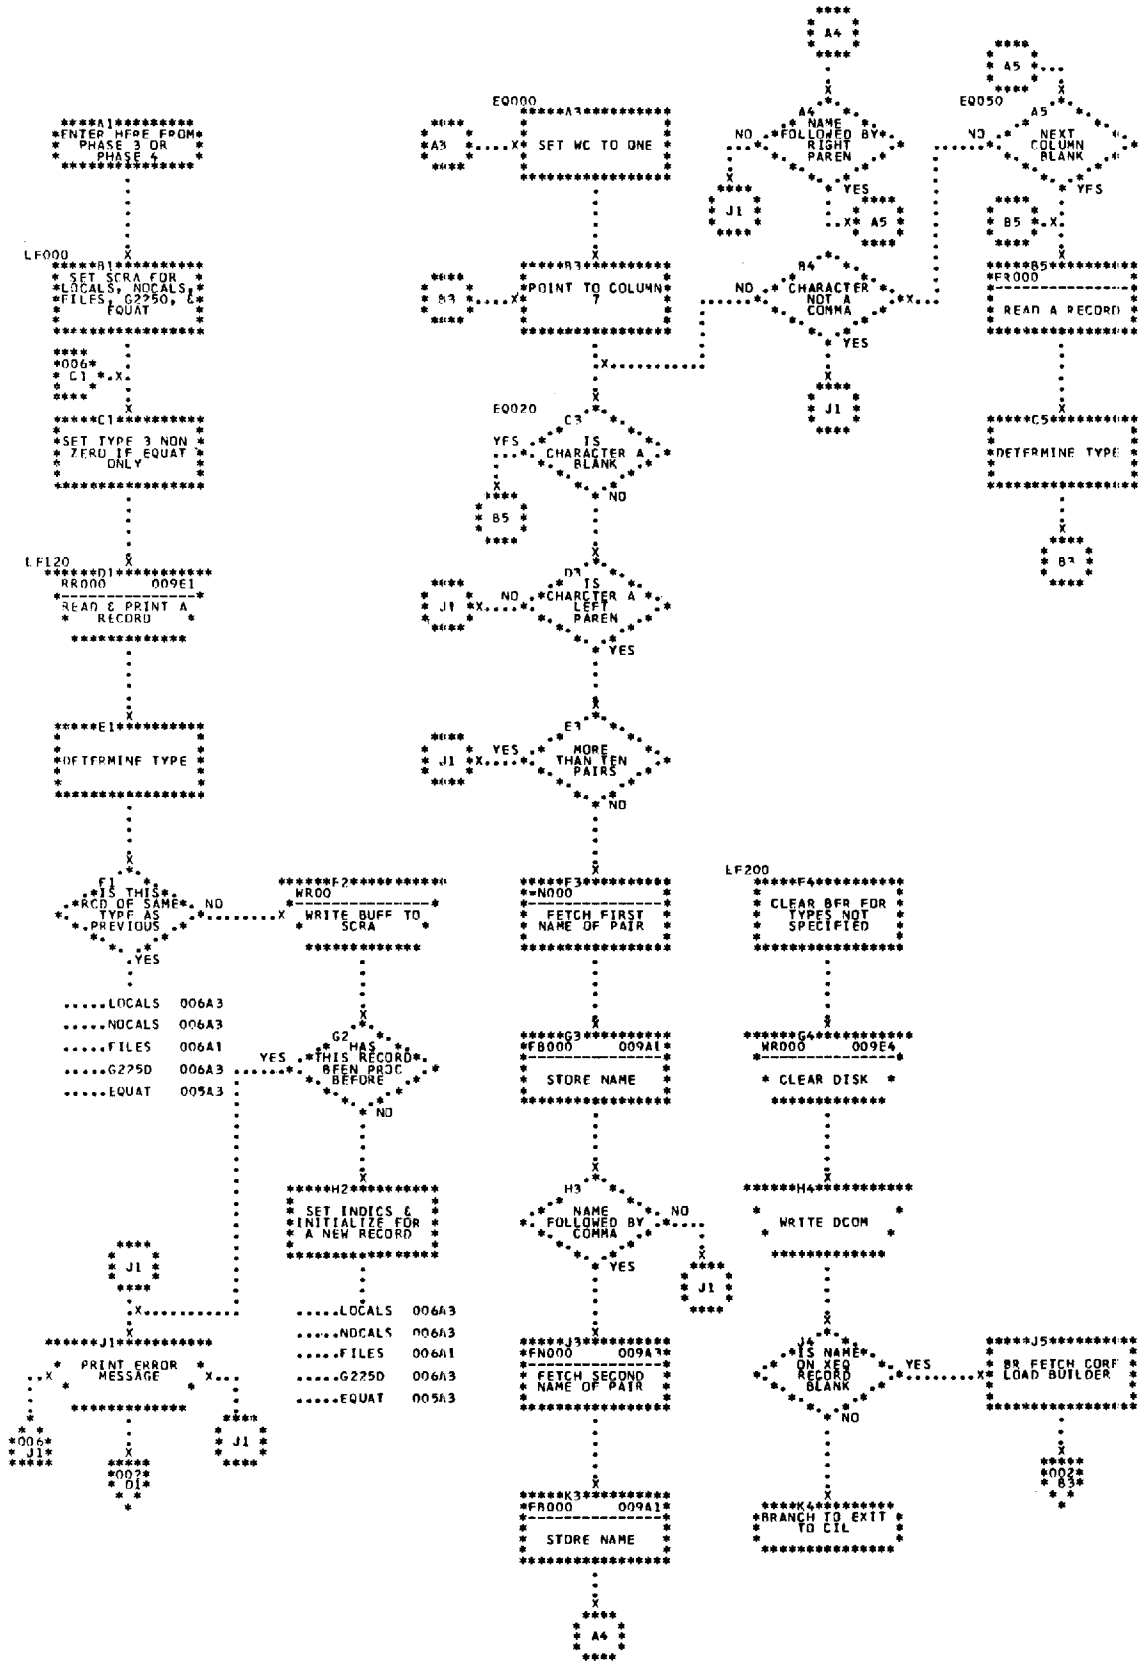 A1
ENTER HERE FROM
PHASE 3 OR
PHASE 4
LF000
B1
SET SCRA FOR
LOCALS, NOCALS,
FILES, G2250, &
EQUAT
006
C1
C1
SET TYPE 3 NON
ZERO IF EQUAT
ONLY
LF120
D1
RR000 009E1
READ & PRINT A
RECORD
E1
DETERMINE TYPE
F1
IS THIS
RCD OF SAME
TYPE AS
PREVIOUS
NO
YES
LOCALS 006A3
NOCALS 006A3
FILES 006A1
G225D 006A3
EQUAT 005A3
F2
WR00
WRITE BUFF TO
SCRA
G2
HAS
THIS RECORD
BEEN PROC
BEFORE
YES
NO
H2
SET INDICS &
INITIALIZE FOR
A NEW RECORD
LOCALS 006A3
NOCALS 006A3
FILES 006A1
G225D 006A3
EQUAT 005A3
J1
J1
PRINT ERROR
MESSAGE
006
J1
002
D1
J1
EQ000
A3
A3
SET WC TO ONE
B3
B3
POINT TO COLUMN
7
EQ020
C3
IS
CHARACTER A
BLANK
YES
NO
B5
D3
IS
CHARCTER A
LEFT
PAREN
NO
J1
YES
E3
MORE
THAN TEN
PAIRS
YES
J1
NO
F3
=N000
FETCH FIRST
NAME OF PAIR
G3
FB000 009A1
STORE NAME
H3
NAME
FOLLOWED BY
COMMA
NO
J1
YES
J3
FN000 009A3
FETCH SECOND
NAME OF PAIR
K3
FB000 009A1
STORE NAME
A4
A4
A4
NAME
FOLLOWED BY
RIGHT
PAREN
NO
J1
YES
A5
B4
CHARACTER
NOT A
COMMA
NO
YES
J1
LF200
F4
CLEAR BFR FOR
TYPES NOT
SPECIFIED
G4
WR000 009E4
CLEAR DISK
H4
WRITE DCOM
J4
IS NAME
ON XEQ
RECORD
BLANK
YES
NO
K4
BRANCH TO EXIT
TO CIL
J5
BR FETCH CORE
LOAD BUILDER
002
B3
A5
EQ050
A5
NEXT
COLUMN
BLANK
NO
YES
B5
B5
FR000
READ A RECORD
C5
DETERMINE TYPE
B3